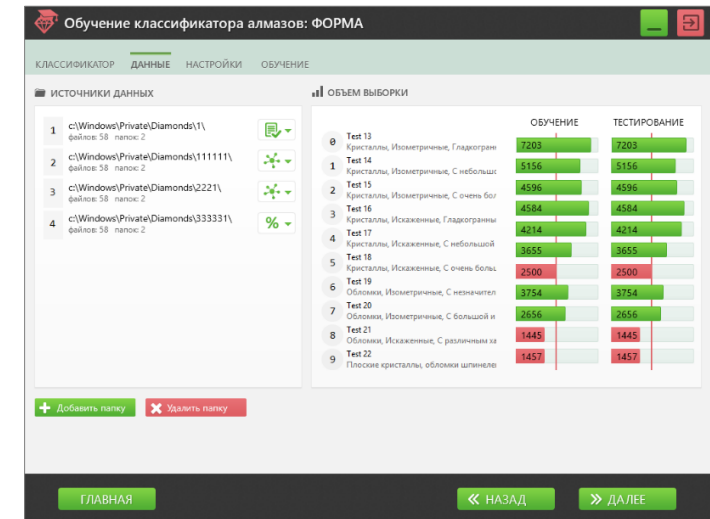 Обучение классификатора алмазов: ФОРМА
КЛАССИФИКАТОР ДАННЫЕ НАСТРОЙКИ ОБУЧЕНИЕ
ИСТОЧНИКИ ДАННЫХ
1 c:\Windows\Private\Diamonds\1\
файлов: 58 папок: 2
2 c:\Windows\Private\Diamonds\111111\
файлов: 58 папок: 2
3 c:\Windows\Private\Diamonds\2221\
файлов: 58 папок: 2
4 c:\Windows\Private\Diamonds\333331\
файлов: 58 папок: 2
%
ОБЪЕМ ВЫБОРКИ
ОБУЧЕНИЕ ТЕСТИРОВАНИЕ
0 Test 13
Кристаллы, Изометричные, Гладкогран
1 Test 14
Кристаллы, Изометричные, С небольшо
2 Test 15
Кристаллы, Изометричные, С очень бол
3 Test 16
Кристаллы, Искаженные, Гладкогранны
4 Test 17
Кристаллы, Искаженные, С небольшой
5 Test 18
Кристаллы, Искаженные, С очень больш
6 Test 19
Обломки, Изометричные, С незначител
7 Test 20
Обломки, Изометричные, С большой и
8 Test 21
Обломки, Искаженные, С различным ха
9 Test 22
Плоские кристаллы, обломки шпинелев
7203 7203
5156 5156
4596 4596
4584 4584
4214 4214
3655 3655
2500 2500
3754 3754
2656 2656
1445 1445
1457 1457
Добавить папку Удалить папку
ГЛАВНАЯ НАЗАД ДАЛЕЕ